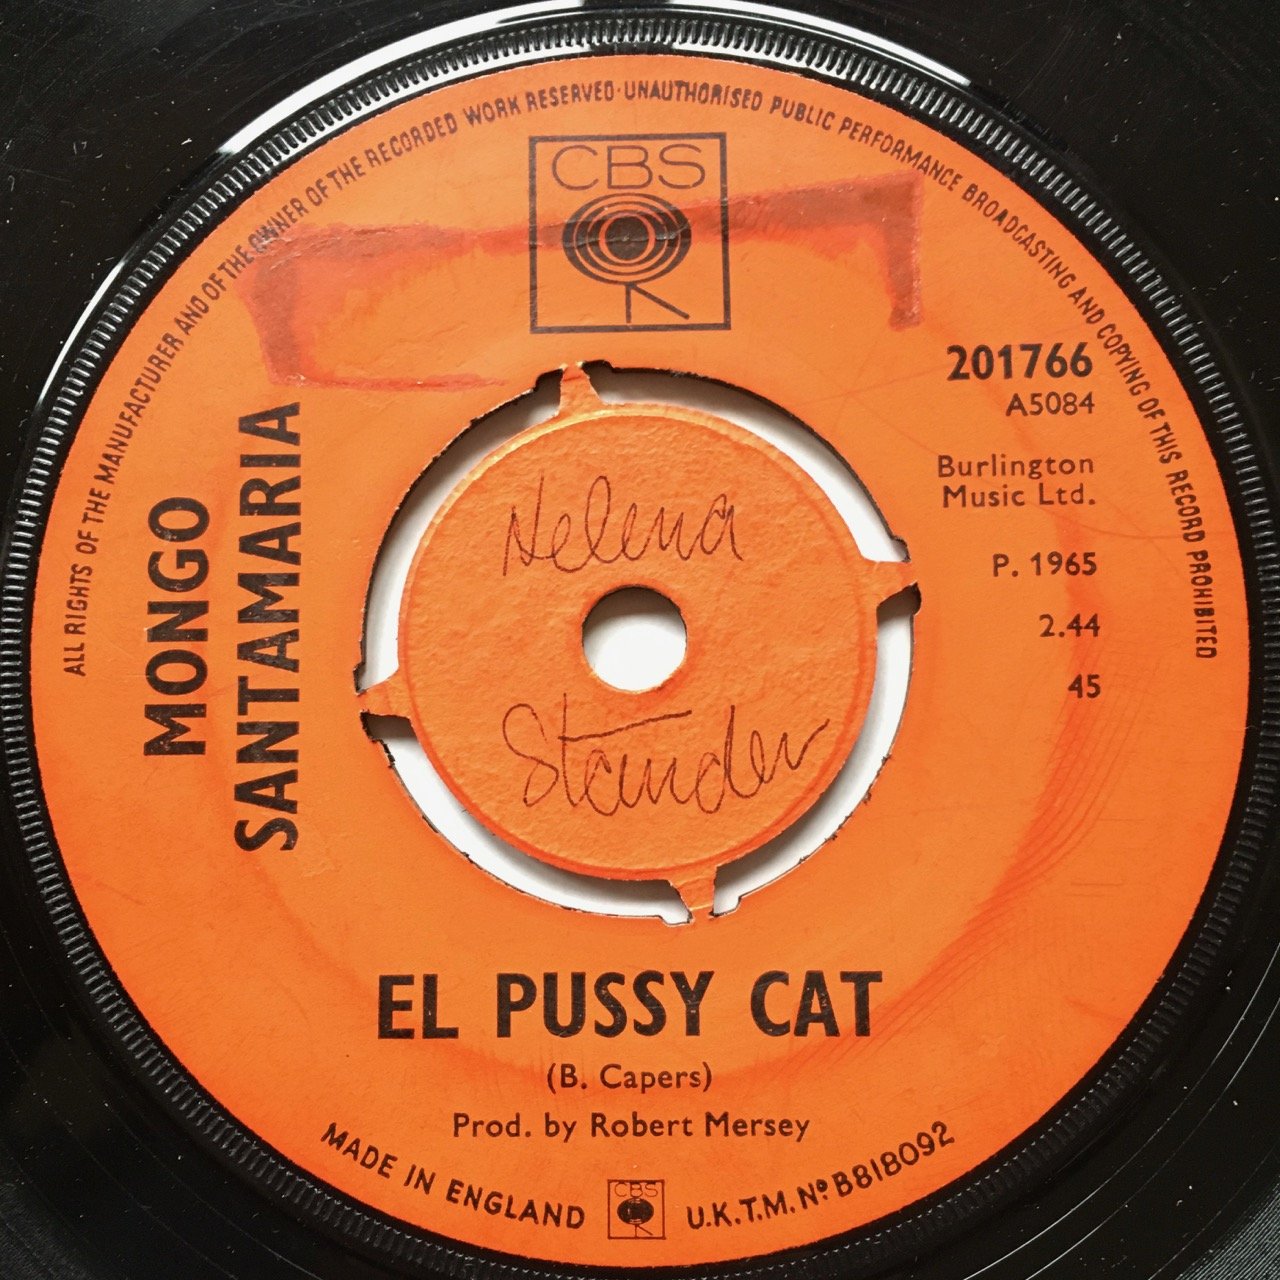 ALL RIGHTS OF THE MANUFACTURER AND OF THE OWNER OF THE RECORDED WORK RESERVED · UNAUTHORISED PUBLIC PERFORMANCE BROADCASTING AND COPYING OF THIS RECORD PROHIBITED
CBS
201766
A5084
Burlington
Music Ltd.
P. 1965
2.44
45
MONGO
SANTAMARIA
Helena
EL PUSSY CAT
(B. Capers)
Prod. by Robert Mersey
MADE IN ENGLAND
CBS
U.K.T.M. Nº B818092